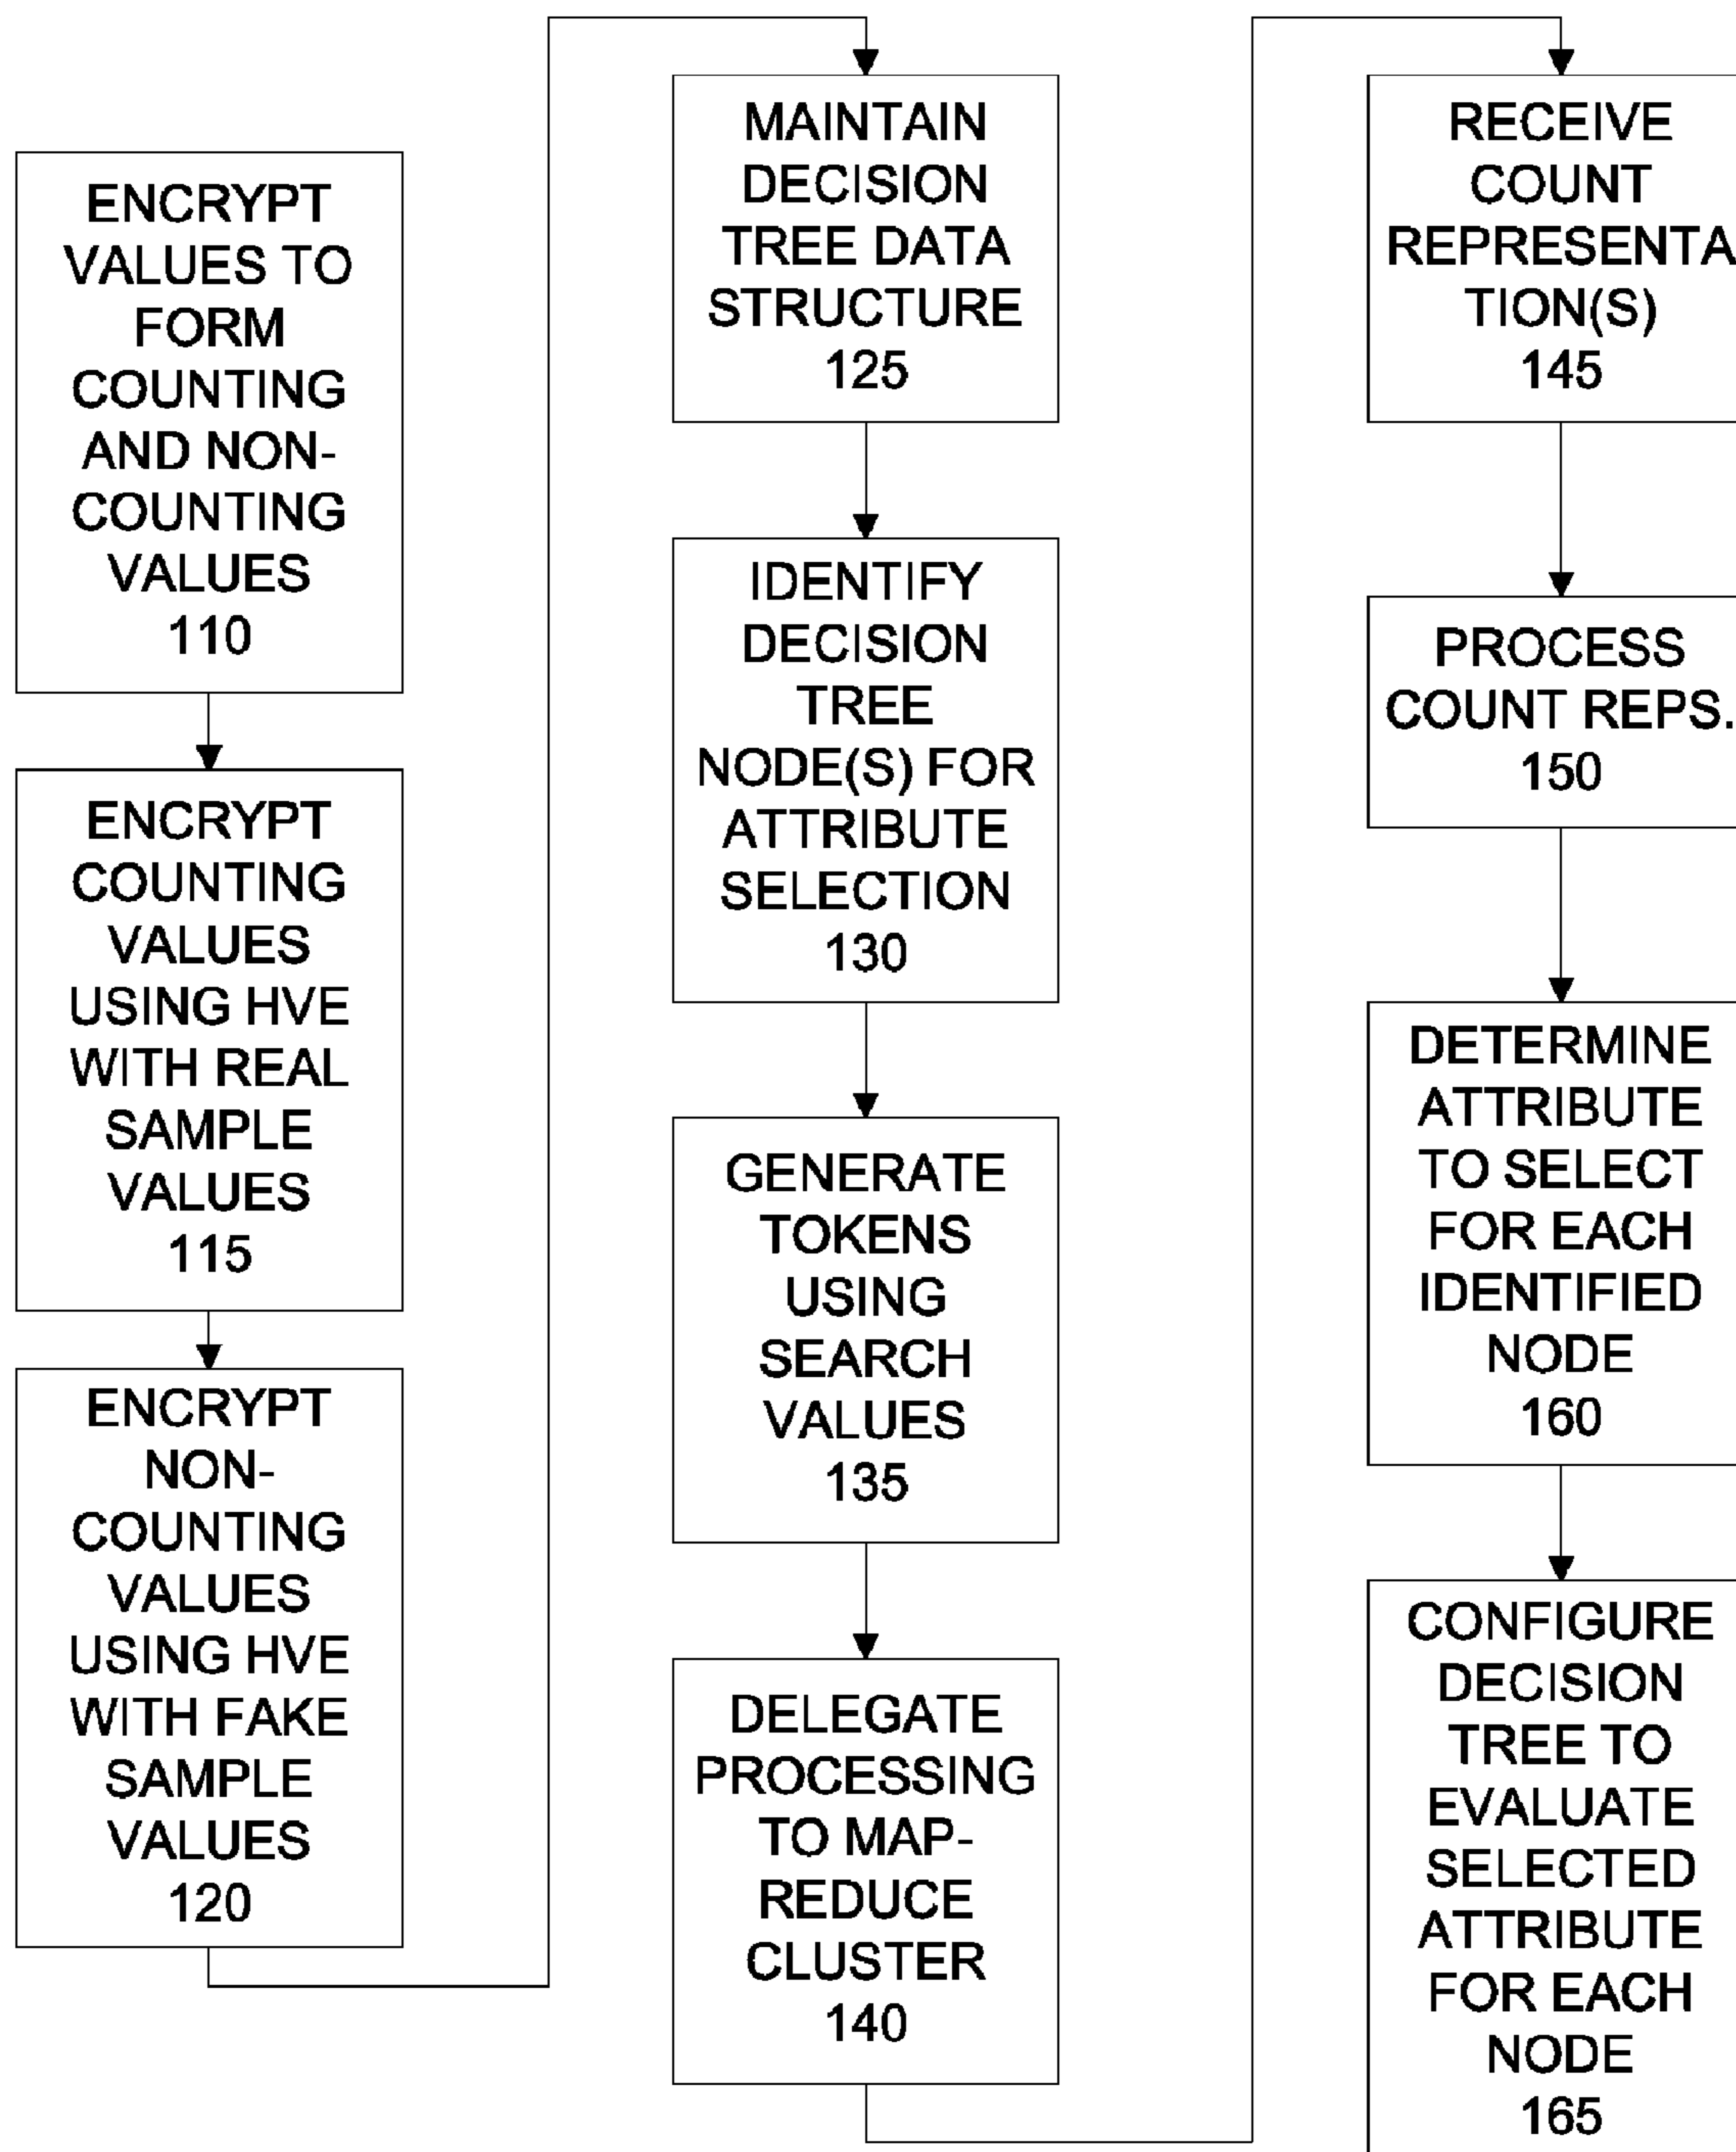 ENCRYPT
VALUES TO
FORM
COUNTING
AND NON-
COUNTING
VALUES
110
ENCRYPT
COUNTING
VALUES
USING HVE
WITH REAL
SAMPLE
VALUES
115
ENCRYPT
NON-
COUNTING
VALUES
USING HVE
WITH FAKE
SAMPLE
VALUES
120
MAINTAIN
DECISION
TREE DATA
STRUCTURE
125
IDENTIFY
DECISION
TREE
NODE(S) FOR
ATTRIBUTE
SELECTION
130
GENERATE
TOKENS
USING
SEARCH
VALUES
135
DELEGATE
PROCESSING
TO MAP-
REDUCE
CLUSTER
140
RECEIVE
COUNT
REPRESENTA
TION(S)
145
PROCESS
COUNT REPS.
150
DETERMINE
ATTRIBUTE
TO SELECT
FOR EACH
IDENTIFIED
NODE
160
CONFIGURE
DECISION
TREE TO
EVALUATE
SELECTED
ATTRIBUTE
FOR EACH
NODE
165